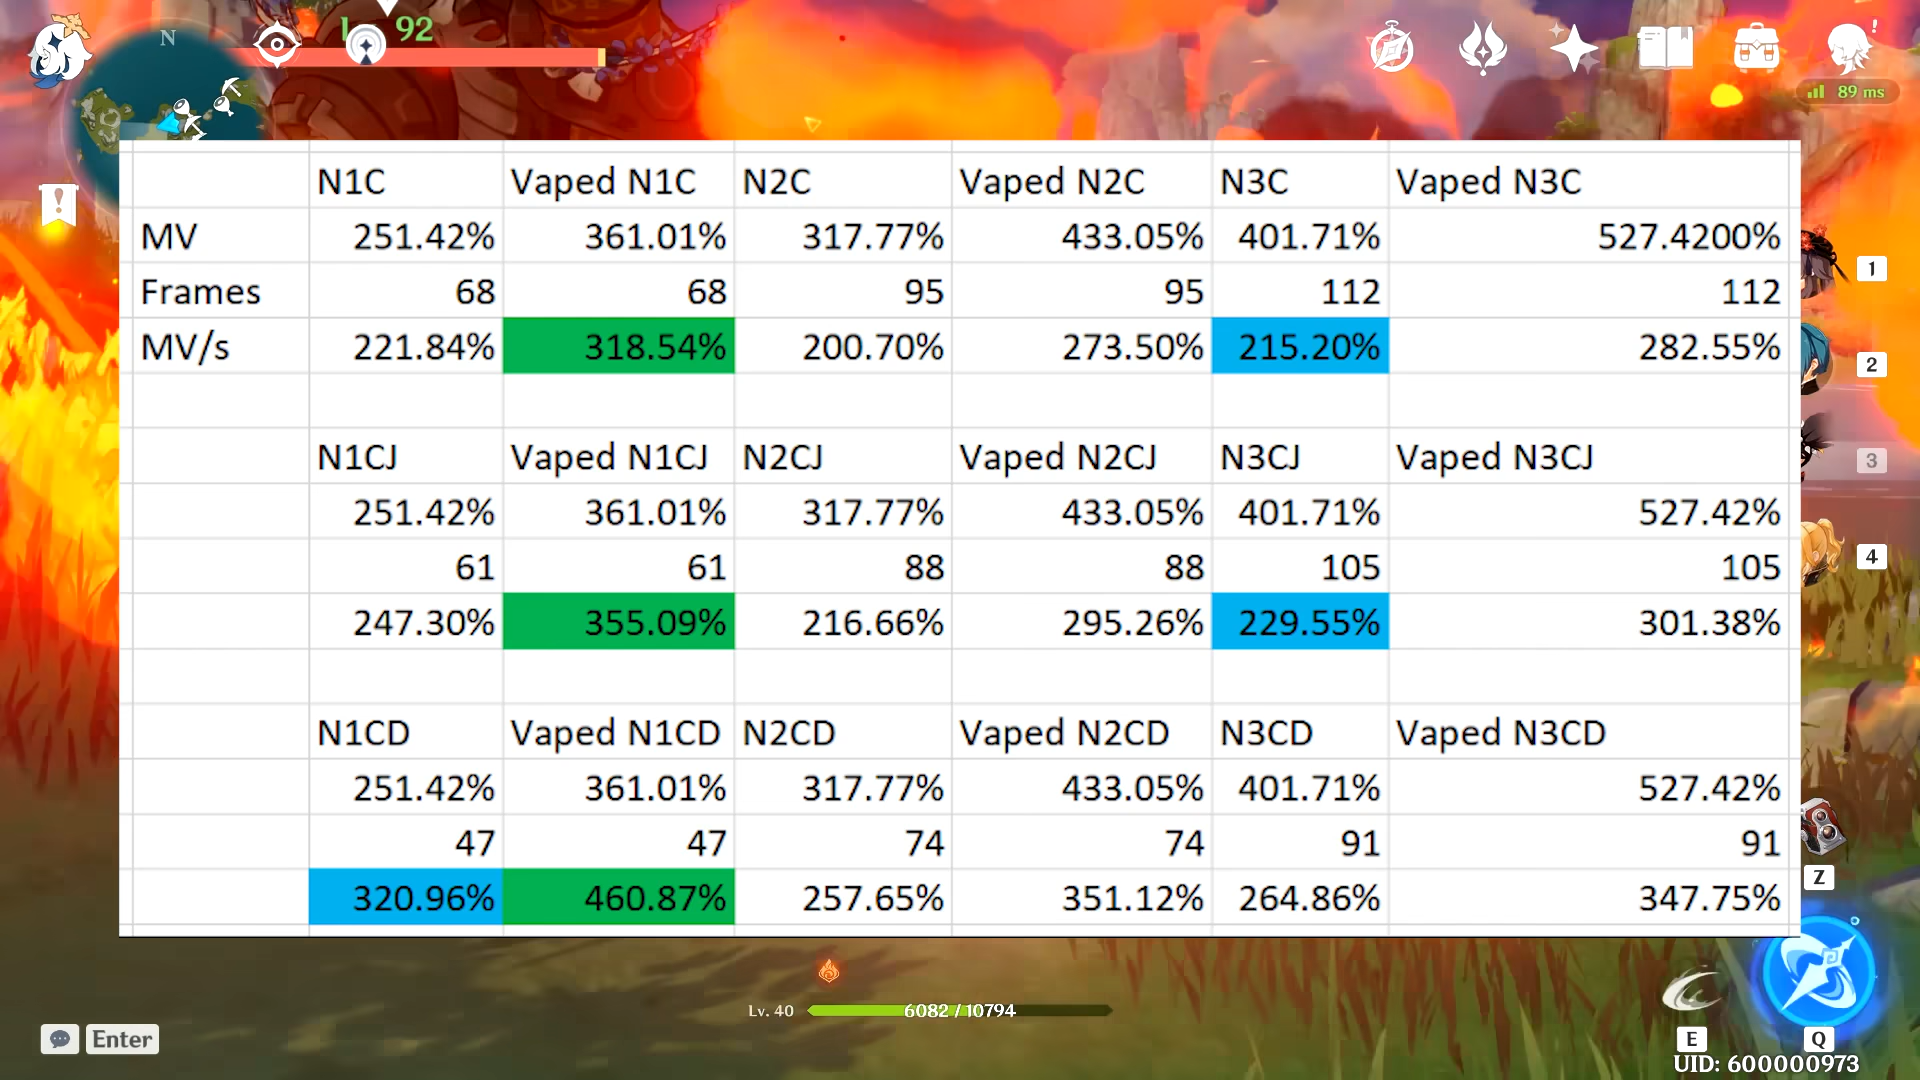 N
92
89 ms
N1C Vaped N1C N2C Vaped N2C N3C Vaped N3C
MV 251.42% 361.01% 317.77% 433.05% 401.71% 527.4200%
Frames 68 68 95 95 112 112
MV/s 221.84% 318.54% 200.70% 273.50% 215.20% 282.55%
N1CJ Vaped N1CJ N2CJ Vaped N2CJ N3CJ Vaped N3CJ
251.42% 361.01% 317.77% 433.05% 401.71% 527.42%
61 61 88 88 105 105
247.30% 355.09% 216.66% 295.26% 229.55% 301.38%
N1CD Vaped N1CD N2CD Vaped N2CD N3CD Vaped N3CD
251.42% 361.01% 317.77% 433.05% 401.71% 527.42%
47 47 74 74 91 91
320.96% 460.87% 257.65% 351.12% 264.86% 347.75%
1
2
3
4
Z
Lv. 40 6082 / 10794
Enter
E Q
UID: 600000973